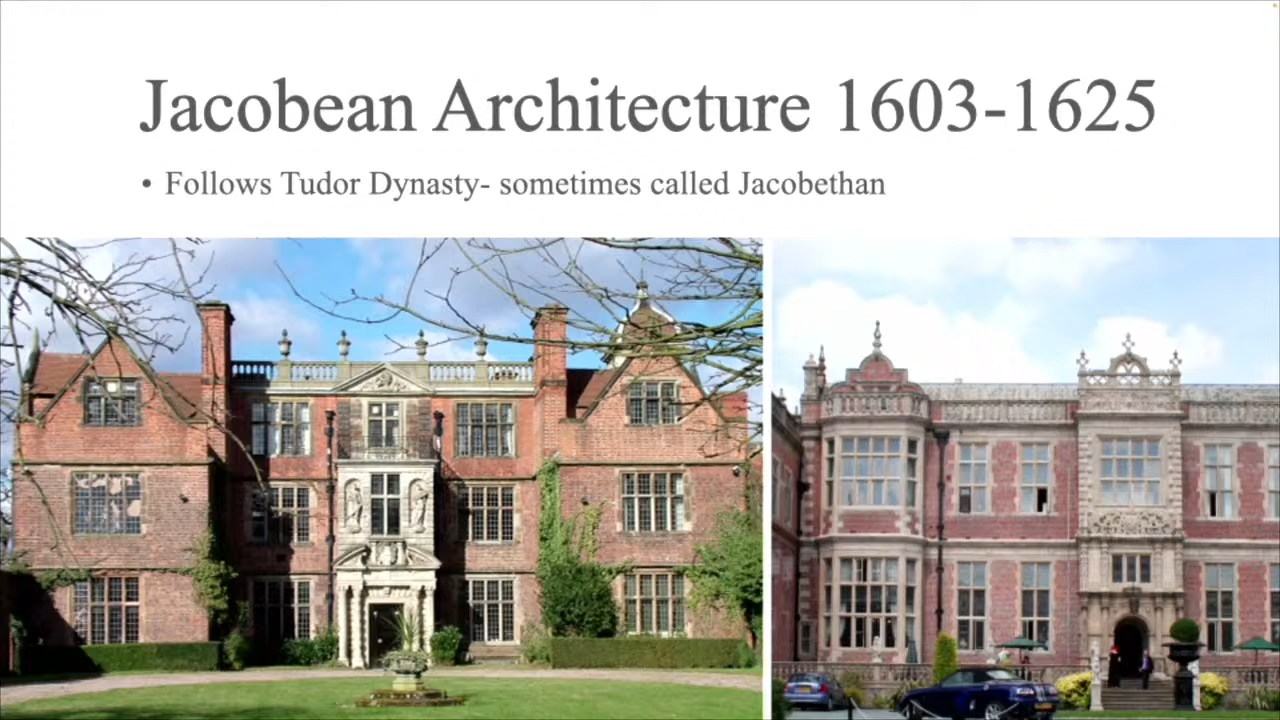 Jacobean Architecture 1603-1625
• Follows Tudor Dynasty- sometimes called Jacobethan